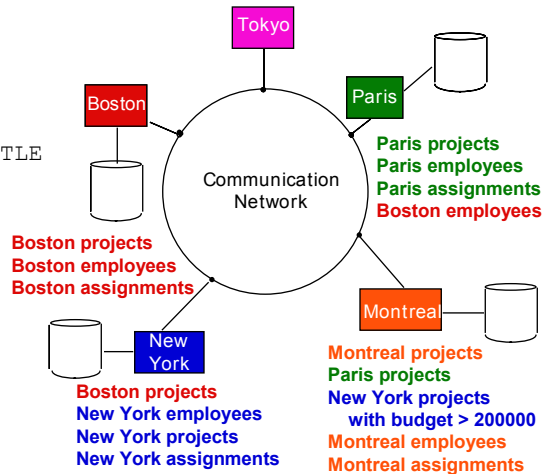 Tokyo
Boston
Paris
TLE
Communication
Network
Paris projects
Paris employees
Paris assignments
Boston employees
Boston projects
Boston employees
Boston assignments
Montreal
New
York
Boston projects
New York employees
New York projects
New York assignments
Montreal projects
Paris projects
New York projects
with budget > 200000
Montreal employees
Montreal assignments